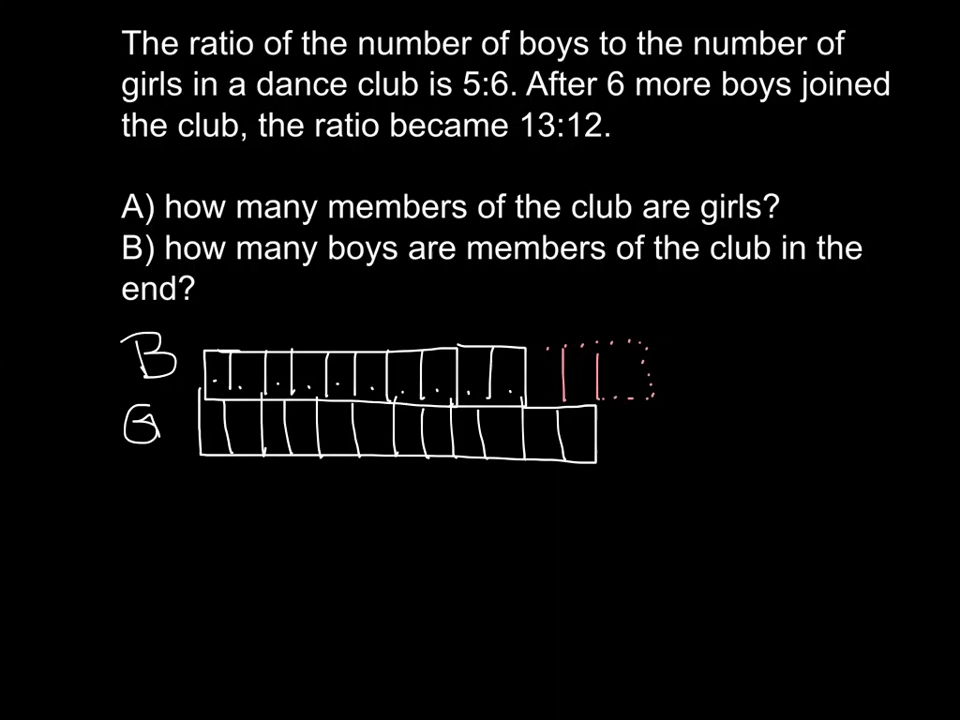 The ratio of the number of boys to the number of
girls in a dance club is 5:6. After 6 more boys joined
the club, the ratio became 13:12.
A) how many members of the club are girls?
B) how many boys are members of the club in the
end?
B
G